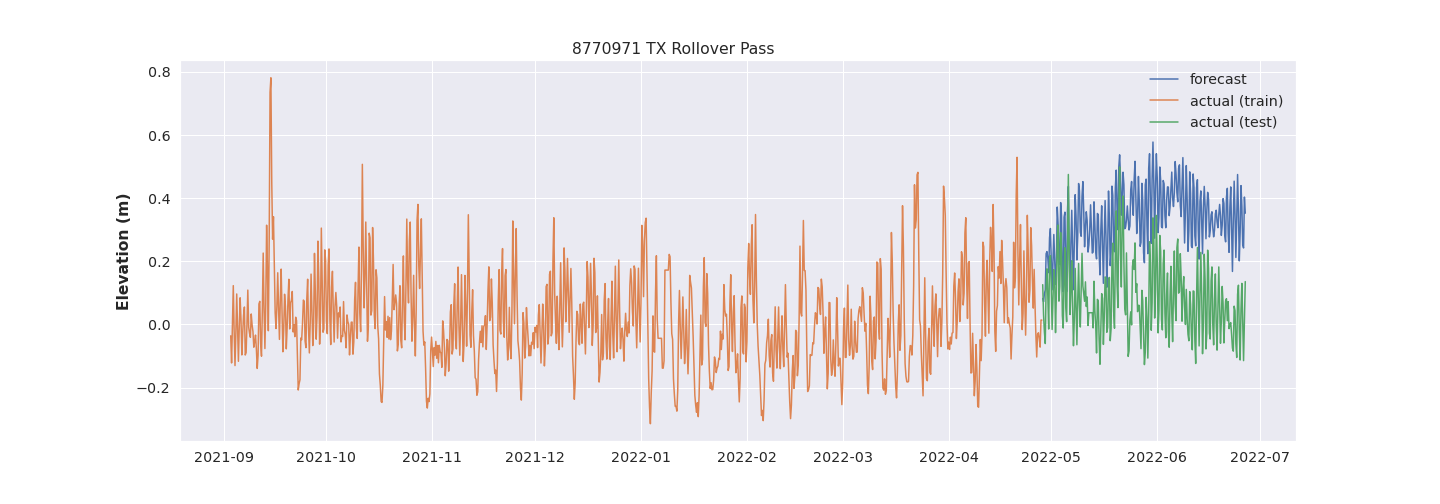 8770971 TX Rollover Pass
forecast
actual (train)
actual (test)
Elevation (m)
0.8
0.6
0.4
0.2
0.0
−0.2
2021-09 2021-10 2021-11 2021-12 2022-01 2022-02 2022-03 2022-04 2022-05 2022-06 2022-07